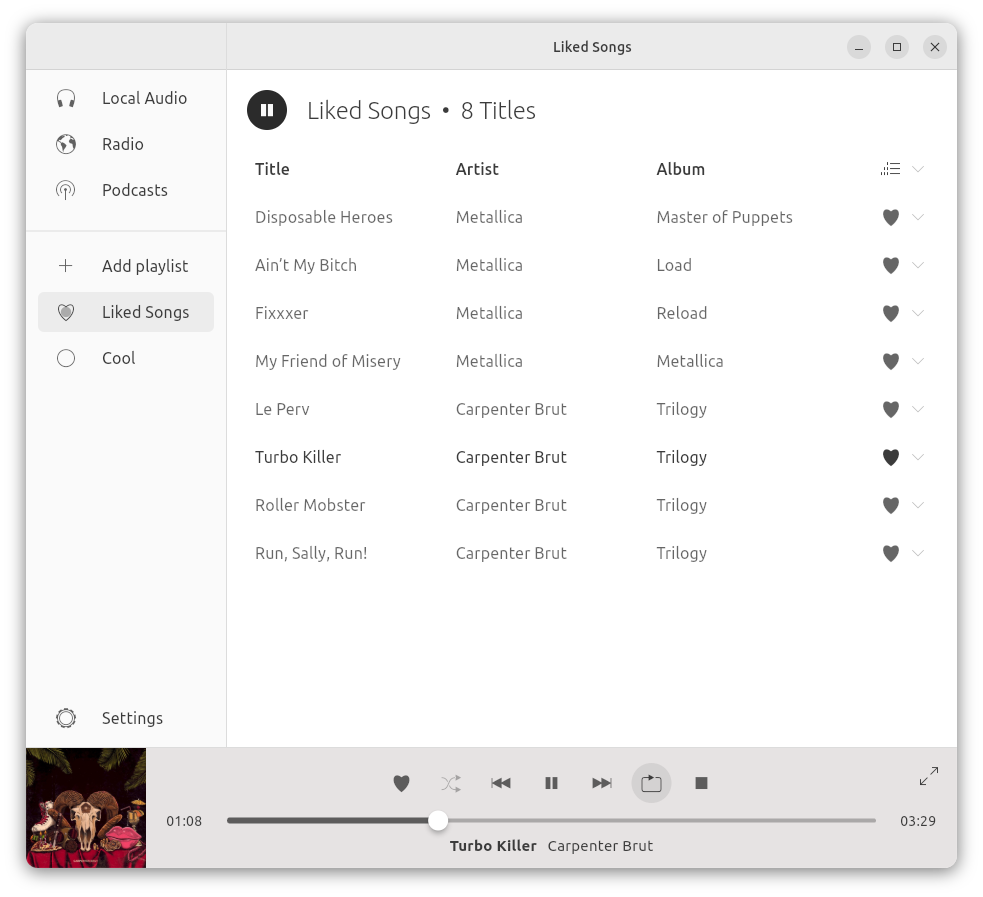 Liked Songs
Local Audio
Radio
Podcasts
Add playlist
Liked Songs
Cool
Settings
Liked Songs • 8 Titles
Title Artist Album
Disposable Heroes Metallica Master of Puppets
Ain’t My Bitch Metallica Load
Fixxxer Metallica Reload
My Friend of Misery Metallica Metallica
Le Perv Carpenter Brut Trilogy
Turbo Killer Carpenter Brut Trilogy
Roller Mobster Carpenter Brut Trilogy
Run, Sally, Run! Carpenter Brut Trilogy
01:08 03:29
Turbo Killer Carpenter Brut